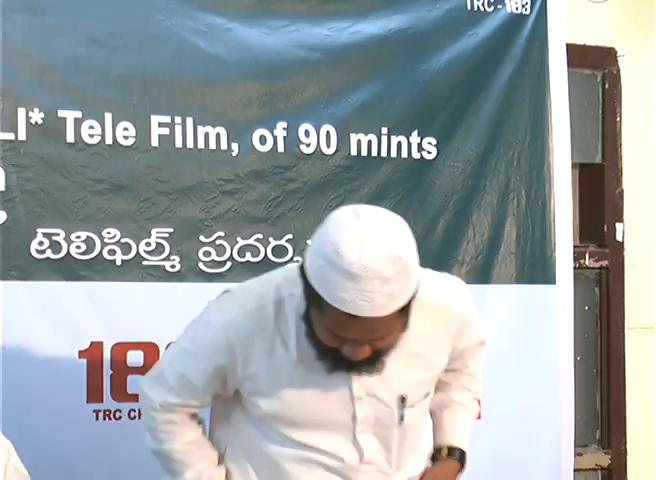 TRC - 183
LI* Tele Film, of 90 mints
టెలిఫిల్మ్ ప్రదర్శ
18
TRC CH